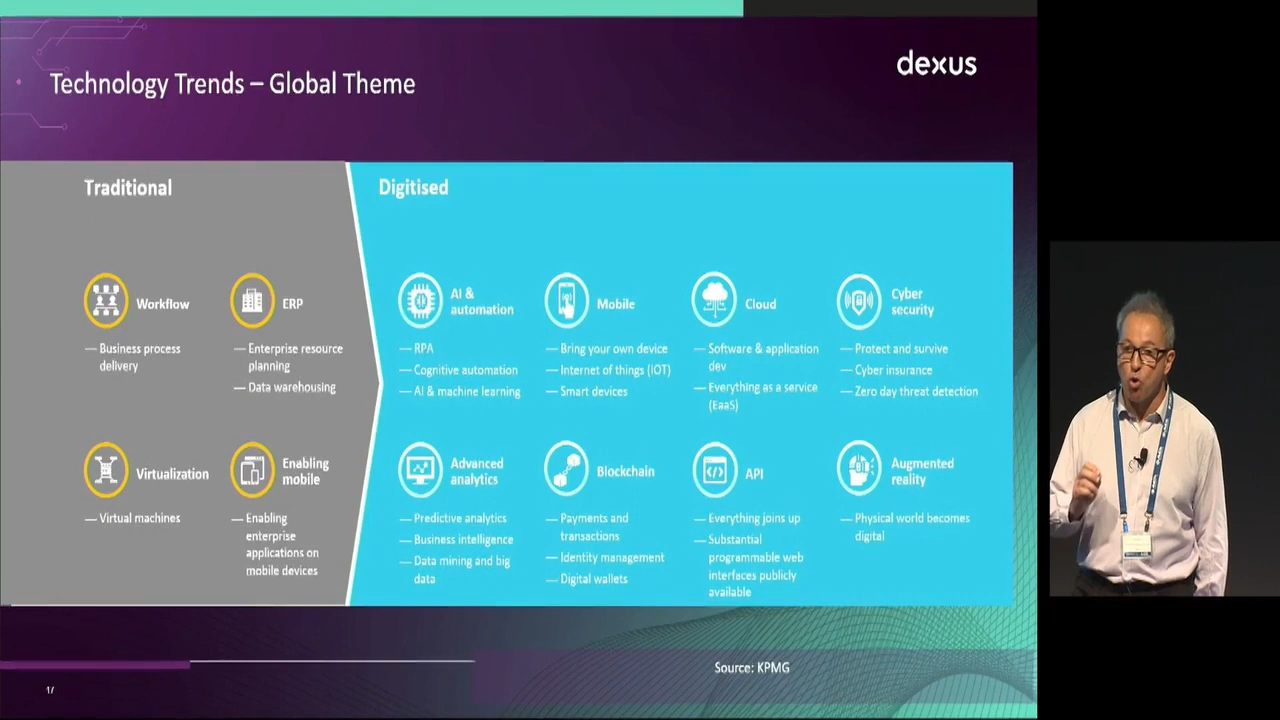 Technology Trends – Global Theme
dexus
Traditional
Digitised
Workflow
— Business process
delivery
ERP
— Enterprise resource
planning
— Data warehousing
AI &
automation
— RPA
— Cognitive automation
— AI & machine learning
Mobile
— Bring your own device
— Internet of things (IOT)
— Smart devices
Cloud
— Software & application
dev
— Everything as a service
(EaaS)
Cyber
security
— Protect and survive
— Cyber insurance
— Zero day threat detection
Virtualization
— Virtual machines
Enabling
mobile
— Enabling
enterprise
applications on
mobile devices
Advanced
analytics
— Predictive analytics
— Business intelligence
— Data mining and big
data
Blockchain
— Payments and
transactions
— Identity management
— Digital wallets
API
— Everything joins up
— Substantial
programmable web
interfaces publicly
available
Augmented
reality
— Physical world becomes
digital
Source: KPMG
17